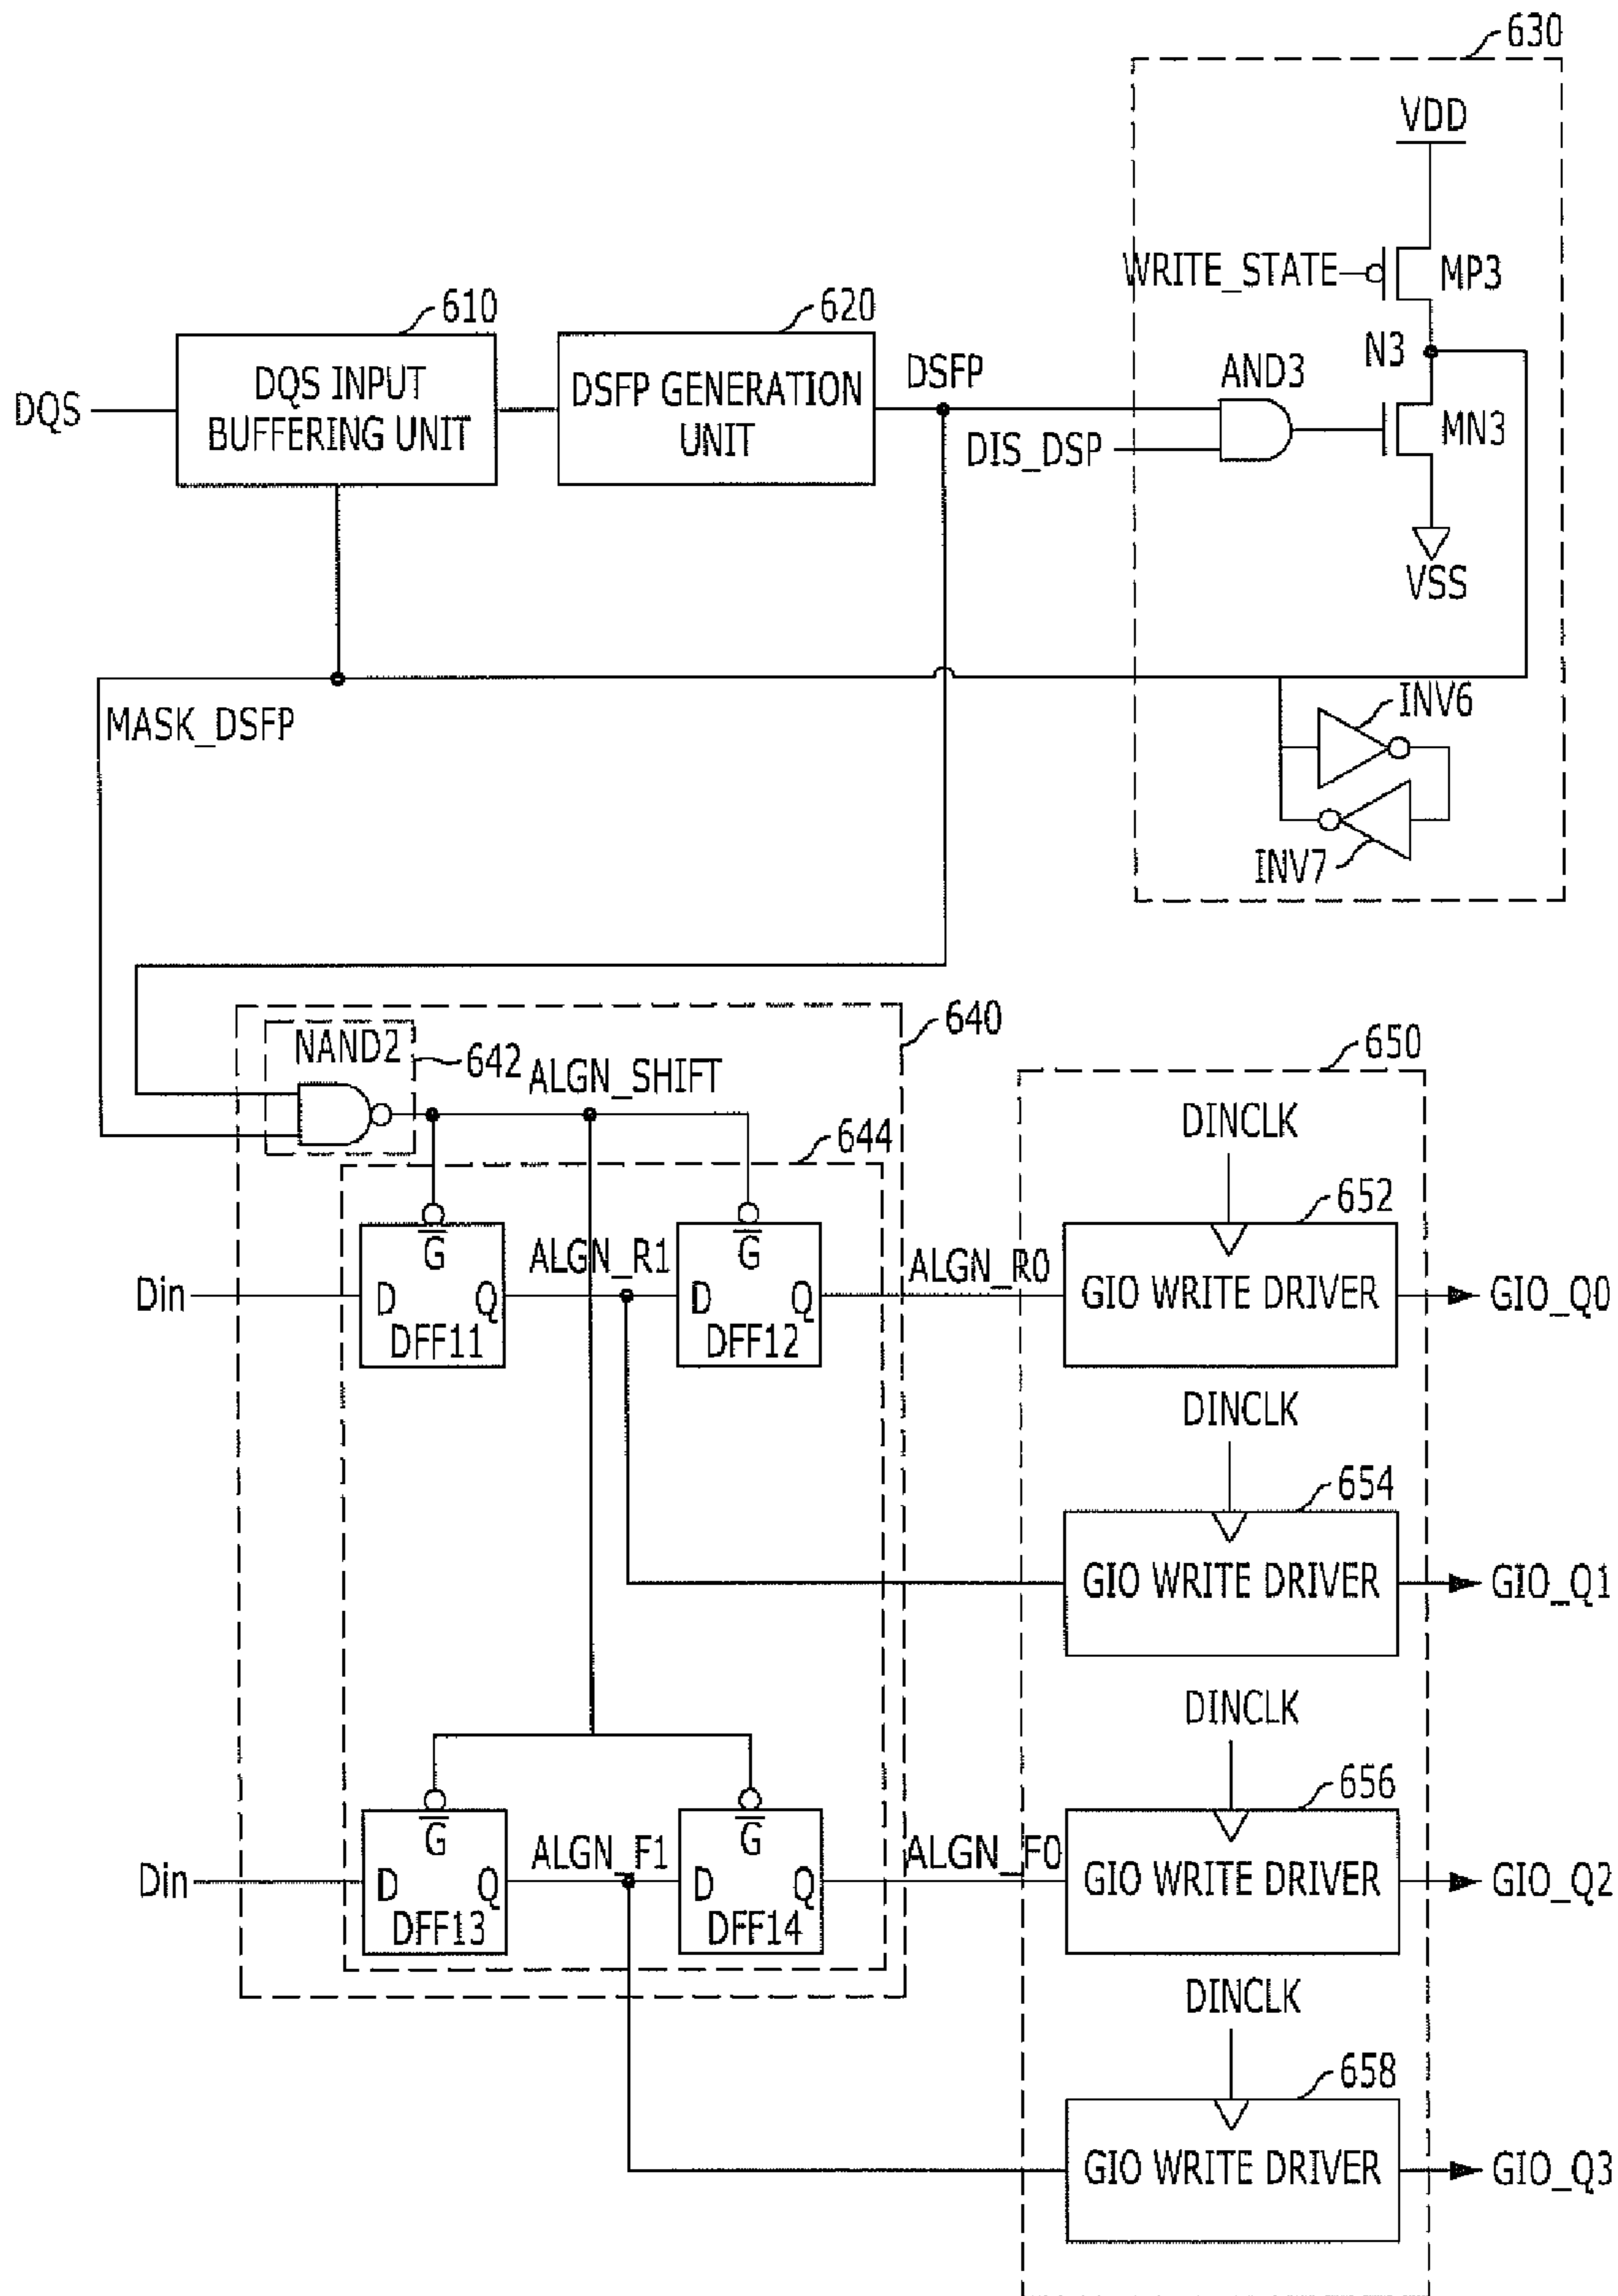 630
VDD
WRITE_STATE
MP3
610
620
N3
DQS
DQS INPUT
BUFFERING UNIT
DSFP GENERATION
UNIT
DSFP
AND3
DIS_DSP
MN3
VSS
MASK_DSFP
INV6
INV7
640
NAND2
642
ALGN_SHIFT
650
644
DINCLK
652
G
G
Din
D
Q
DFF11
ALGN_R1
D
Q
DFF12
ALGN_R0
GIO WRITE DRIVER
GIO_Q0
DINCLK
654
GIO WRITE DRIVER
GIO_Q1
DINCLK
656
G
G
Din
D
Q
DFF13
ALGN_F1
D
Q
DFF14
ALGN_F0
GIO WRITE DRIVER
GIO_Q2
DINCLK
658
GIO WRITE DRIVER
GIO_Q3